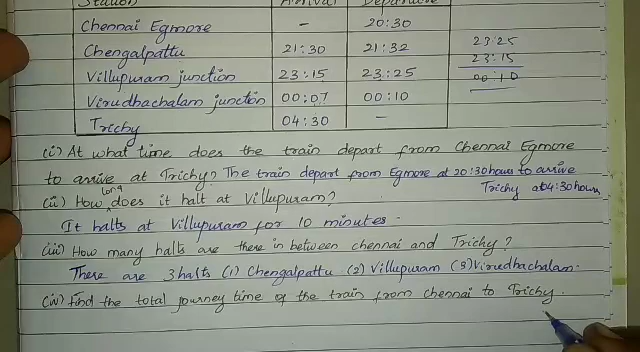 Station Arrival Departure
Chennai Egmore - 20:30
Chengalpattu 21:30 21:32
Villupuram junction 23:15 23:25
Virudhachalam junction 00:07 00:10
Trichy 04:30 -
23:25
23:15
00:10
(i) At what time does the train depart from Chennai Egmore
to arrive at Trichy? The train depart from Egmore at 20:30 hours to arrive
Trichy at 04:30 hours
(ii) How long does it halt at Villupuram?
It halts at Villupuram for 10 minutes.
(iii) How many halts are there in between chennai and Trichy?
There are 3 halts (1) Chengalpattu (2) Villupuram (3) Virudhachalam.
(iv) Find the total journey time of the train from chennai to Trichy.